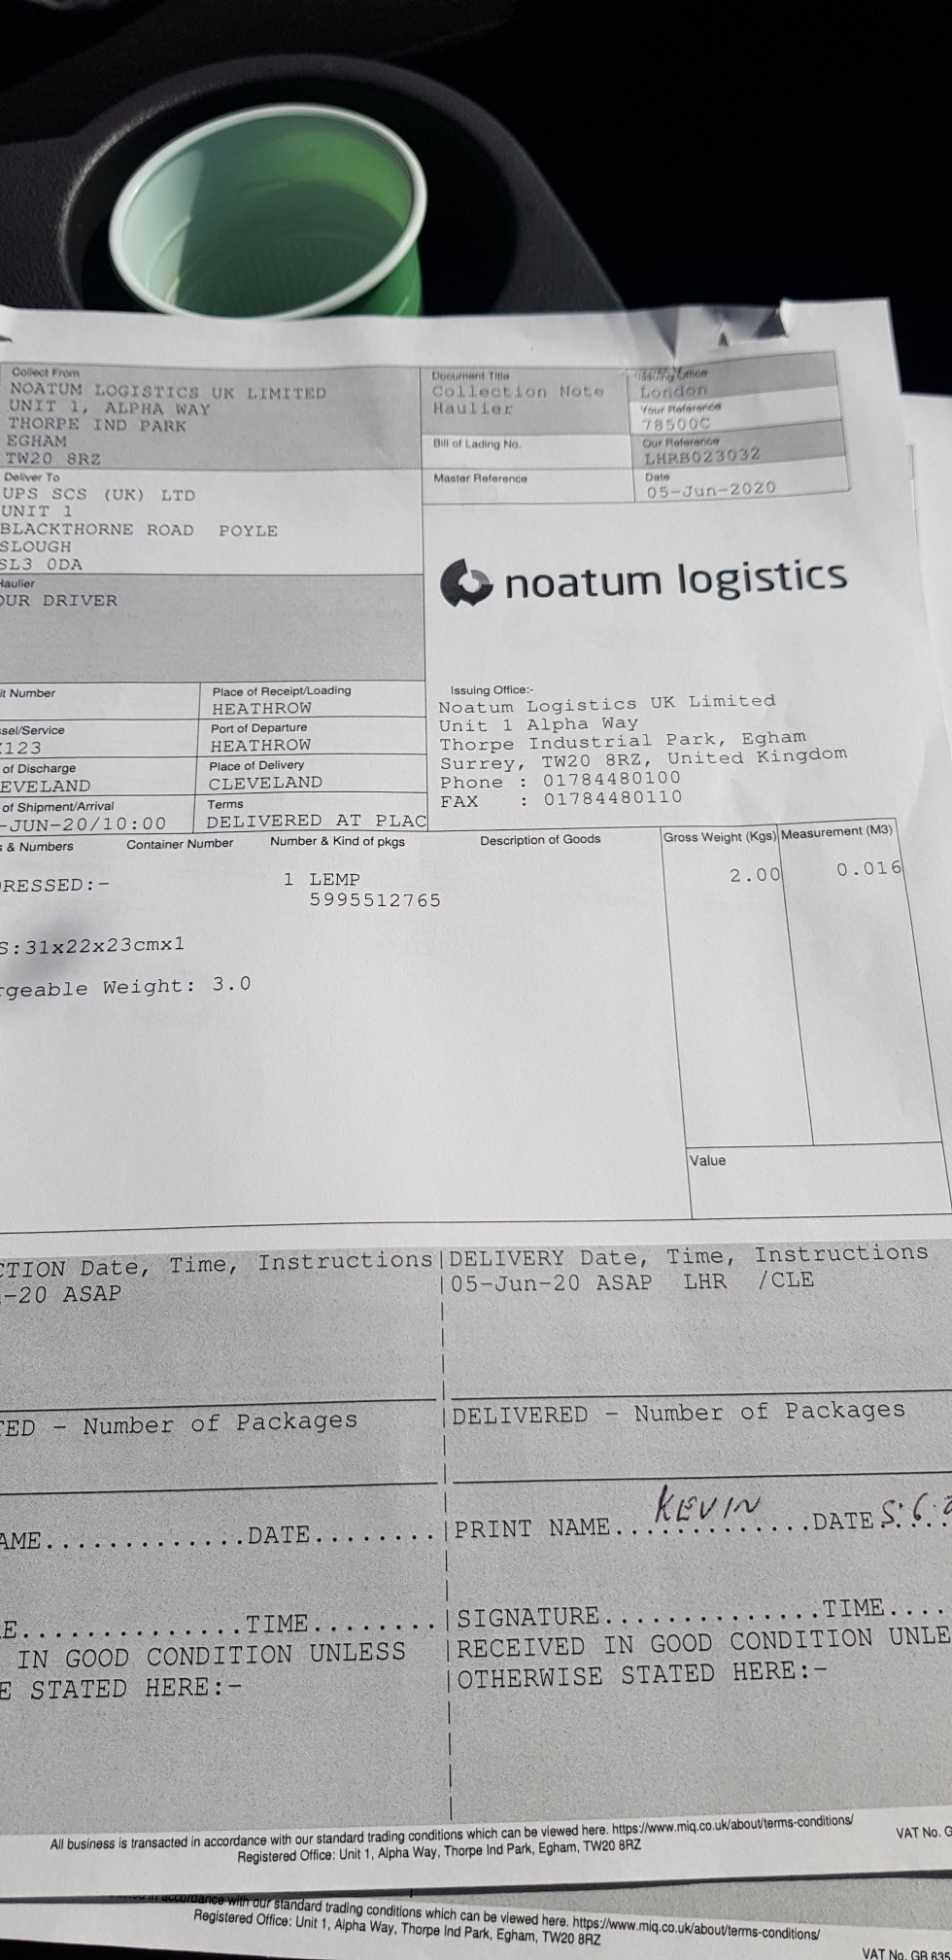 Collect From
NOATUM LOGISTICS UK LIMITED
UNIT 1, ALPHA WAY
THORPE IND PARK
EGHAM
TW20 8RZ
Document Title
Collection Note
Haulier
Issuing Office
London
Your Reference
78500C
Bill of Lading No.
Our Reference
LHRB023032
Master Reference
Date
05-Jun-2020
Deliver To
UPS SCS (UK) LTD
UNIT 1
BLACKTHORNE ROAD POYLE
SLOUGH
SL3 0DA
Haulier
OUR DRIVER
noatum logistics
it Number
Place of Receipt/Loading
HEATHROW
sel/Service
123
Port of Departure
HEATHROW
of Discharge
EVELAND
Place of Delivery
CLEVELAND
of Shipment/Arrival
-JUN-20/10:00
Terms
DELIVERED AT PLAC
Issuing Office:-
Noatum Logistics UK Limited
Unit 1 Alpha Way
Thorpe Industrial Park, Egham
Surrey, TW20 8RZ, United Kingdom
Phone : 01784480100
FAX : 01784480110
s & Numbers Container Number Number & Kind of pkgs Description of Goods Gross Weight (Kgs) Measurement (M3)
RESSED:- 1 LEMP 2.00 0.016
5995512765
S:31x22x23cmx1
rgeable Weight: 3.0
Value
CTION Date, Time, Instructions
-20 ASAP
DELIVERY Date, Time, Instructions
05-Jun-20 ASAP LHR /CLE
TED - Number of Packages
DELIVERED - Number of Packages
AME.............DATE........
PRINT NAME... KEVIN ...DATE 5.6.2
E..............TIME........
SIGNATURE..............TIME....
IN GOOD CONDITION UNLESS
E STATED HERE:-
RECEIVED IN GOOD CONDITION UNLE
OTHERWISE STATED HERE:-
All business is transacted in accordance with our standard trading conditions which can be viewed here. https://www.miq.co.uk/about/terms-conditions/
Registered Office: Unit 1, Alpha Way, Thorpe Ind Park, Egham, TW20 8RZ
VAT No. G
in accordance with our standard trading conditions which can be viewed here. https://www.miq.co.uk/about/terms-conditions/
Registered Office: Unit 1, Alpha Way, Thorpe Ind Park, Egham, TW20 8RZ
VAT No. GB 835